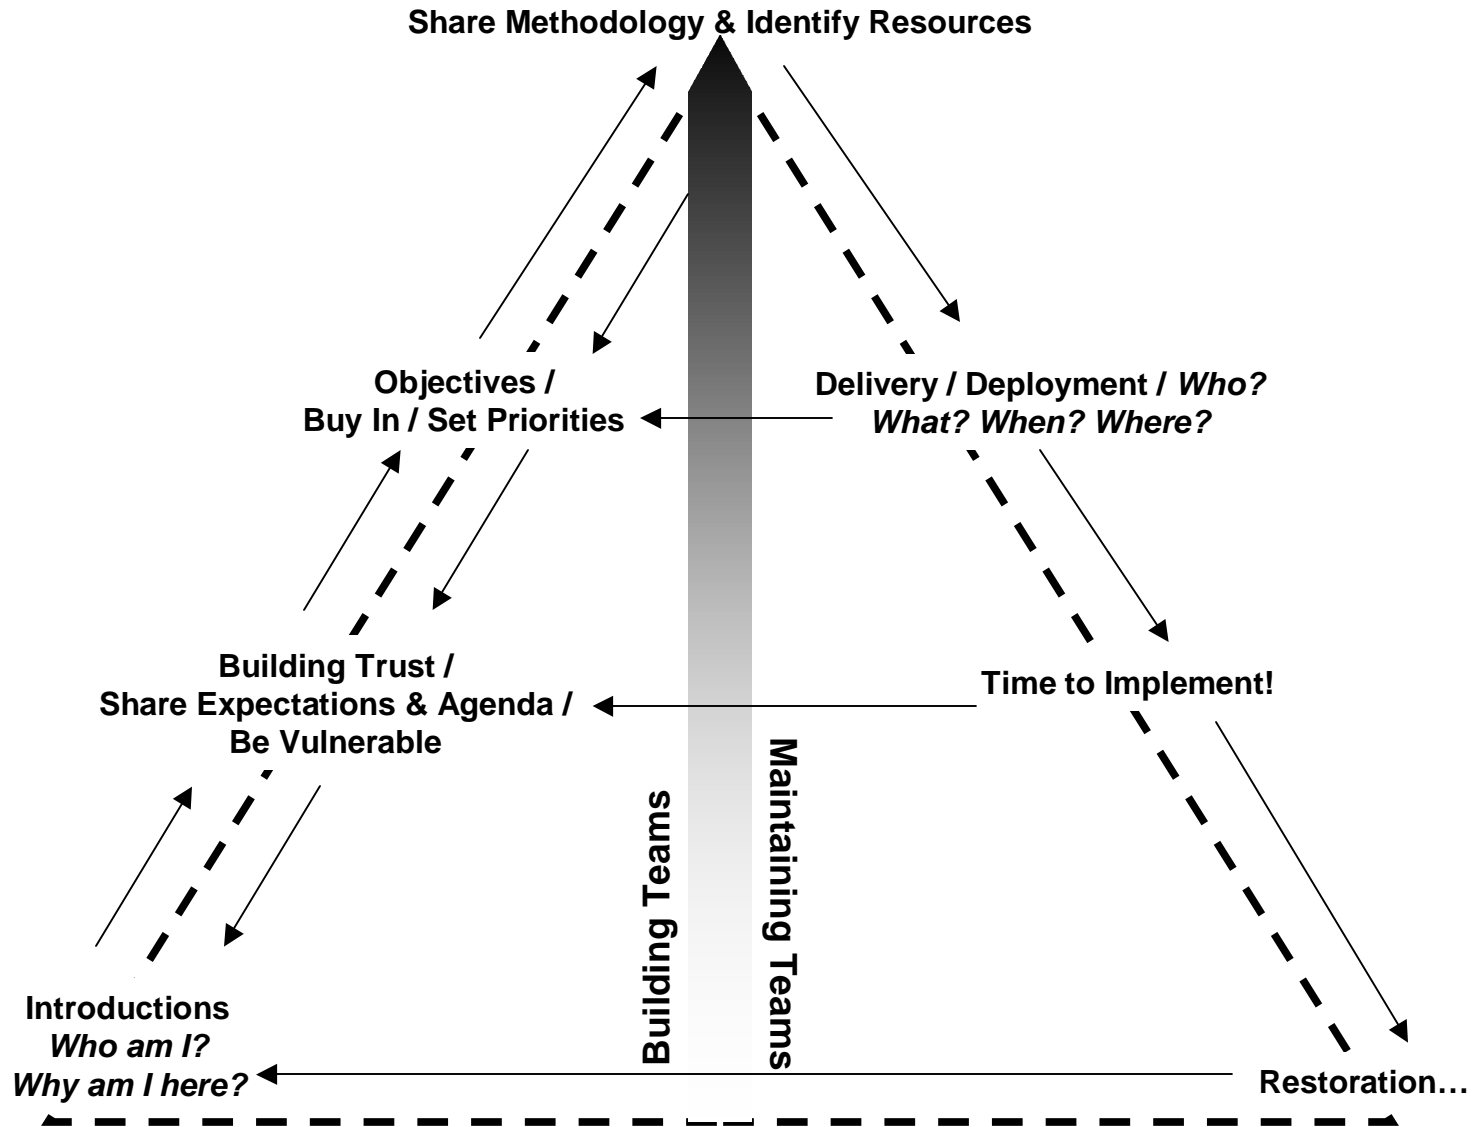 Share Methodology & Identify Resources
Objectives /
Buy In / Set Priorities
Delivery / Deployment / Who?
What? When? Where?
Building Trust /
Share Expectations & Agenda /
Be Vulnerable
Time to Implement!
Building Teams
Maintaining Teams
Introductions
Who am I?
Why am I here?
Restoration…